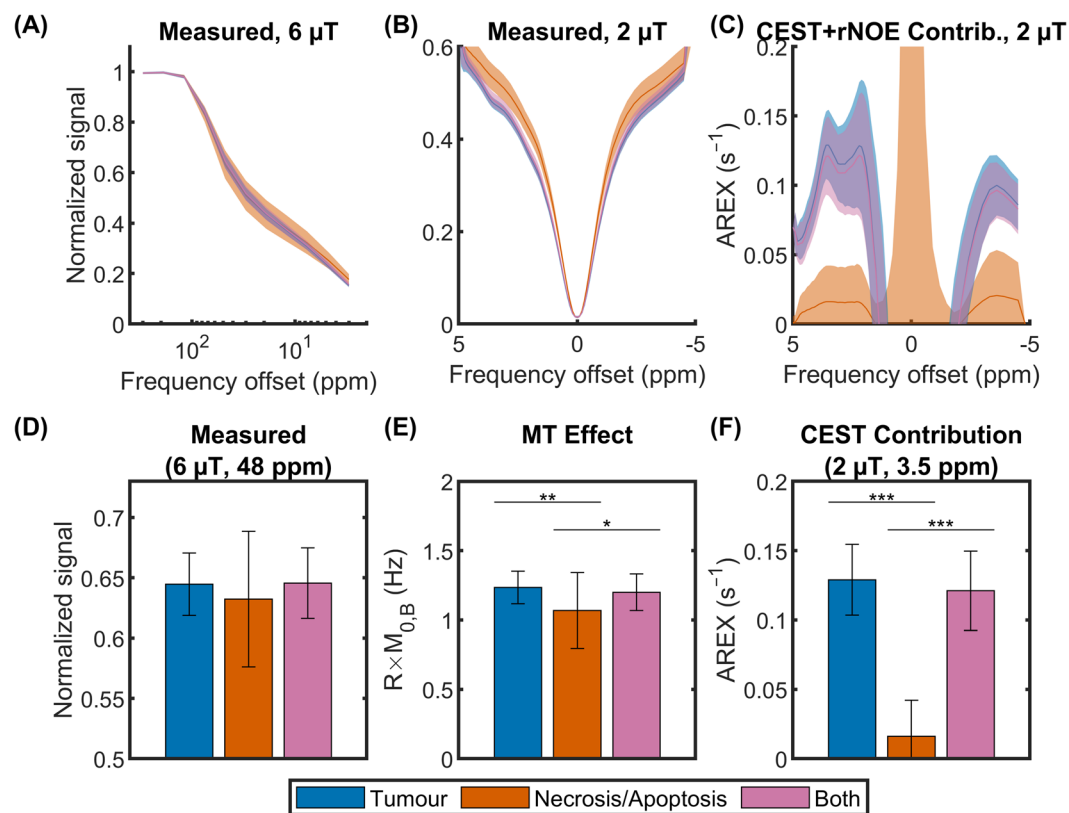 (A)
Measured, 6 µT
Normalized signal
1
0.8
0.6
0.4
0.2
0
10²
10¹
Frequency offset (ppm)
(B)
Measured, 2 µT
0.6
0.4
0.2
0
5
0
-5
Frequency offset (ppm)
(C)
CEST+rNOE Contrib., 2 µT
AREX (s⁻¹)
0.2
0.15
0.1
0.05
0
5
0
-5
Frequency offset (ppm)
(D)
Measured
(6 µT, 48 ppm)
Normalized signal
0.7
0.65
0.6
0.55
0.5
(E)
MT Effect
R×M0,B (Hz)
2
1.5
1
0.5
0
**
*
(F)
CEST Contribution
(2 µT, 3.5 ppm)
AREX (s⁻¹)
0.2
0.15
0.1
0.05
0
***
***
Tumour
Necrosis/Apoptosis
Both